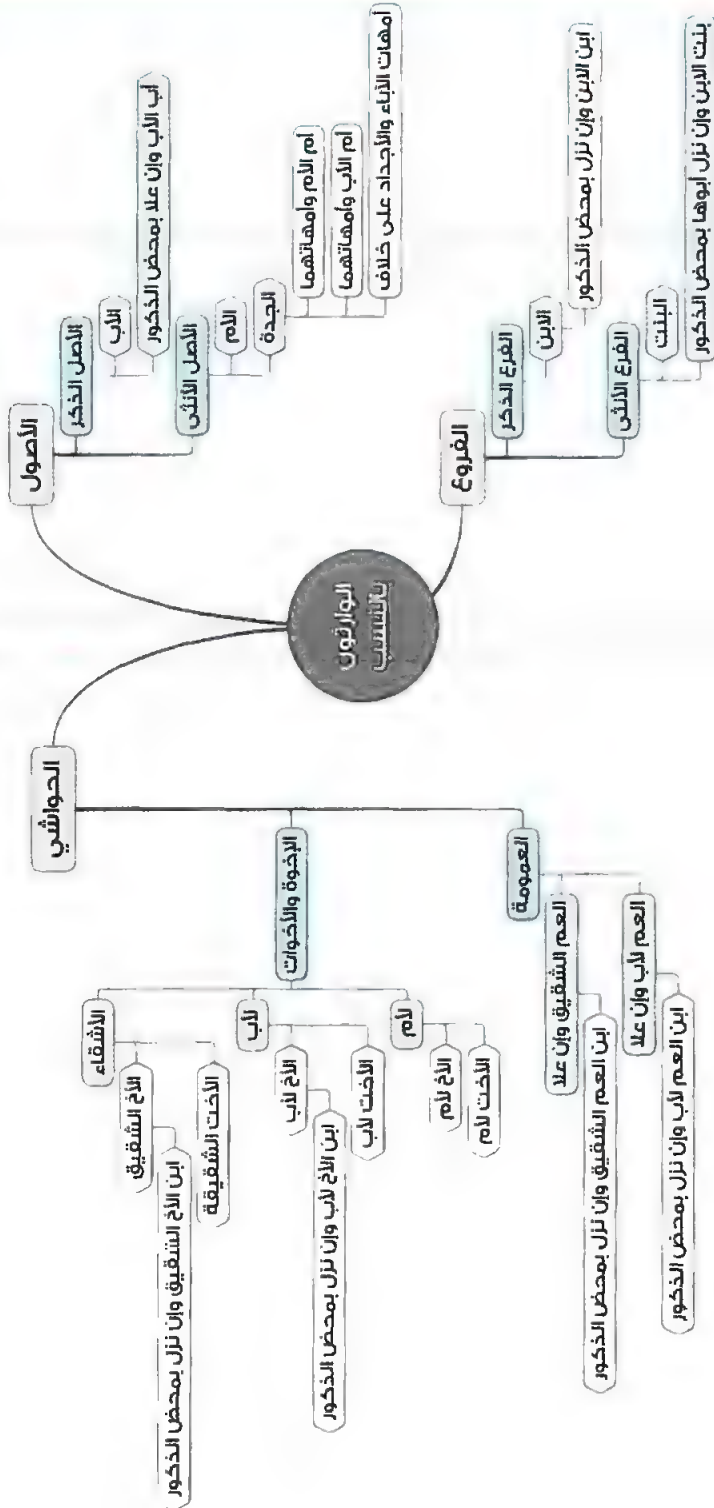 الوارثون
بالنسب
الأصول
الأصل الذكر
الأب
أب الأب وإن علا بمحض الذكور
الأصل الأنثى
الأم
الجدة
أم الأم وأمهاتهما
أم الأب وأمهاتهما
أمهات الآباء والأجداد على خلاف
الفروع
الفرع الذكر
الابن
ابن الابن وإن نزل بمحض الذكور
الفرع الأنثى
البنت
بنت الابن وإن نزل أبوها بمحض الذكور
الحواشي
الإخوة والأخوات
الأشقاء
الأخ الشقيق
ابن الأخ الشقيق وإن نزل بمحض الذكور
الأخت الشقيقة
لأب
الأخ لأب
ابن الأخ لأب وإن نزل بمحض الذكور
الأخت لأب
لأم
الأخ لأم
الأخت لأم
العمومة
العم الشقيق وإن علا
ابن العم الشقيق وإن نزل بمحض الذكور
العم لأب وإن علا
ابن العم لأب وإن نزل بمحض الذكور